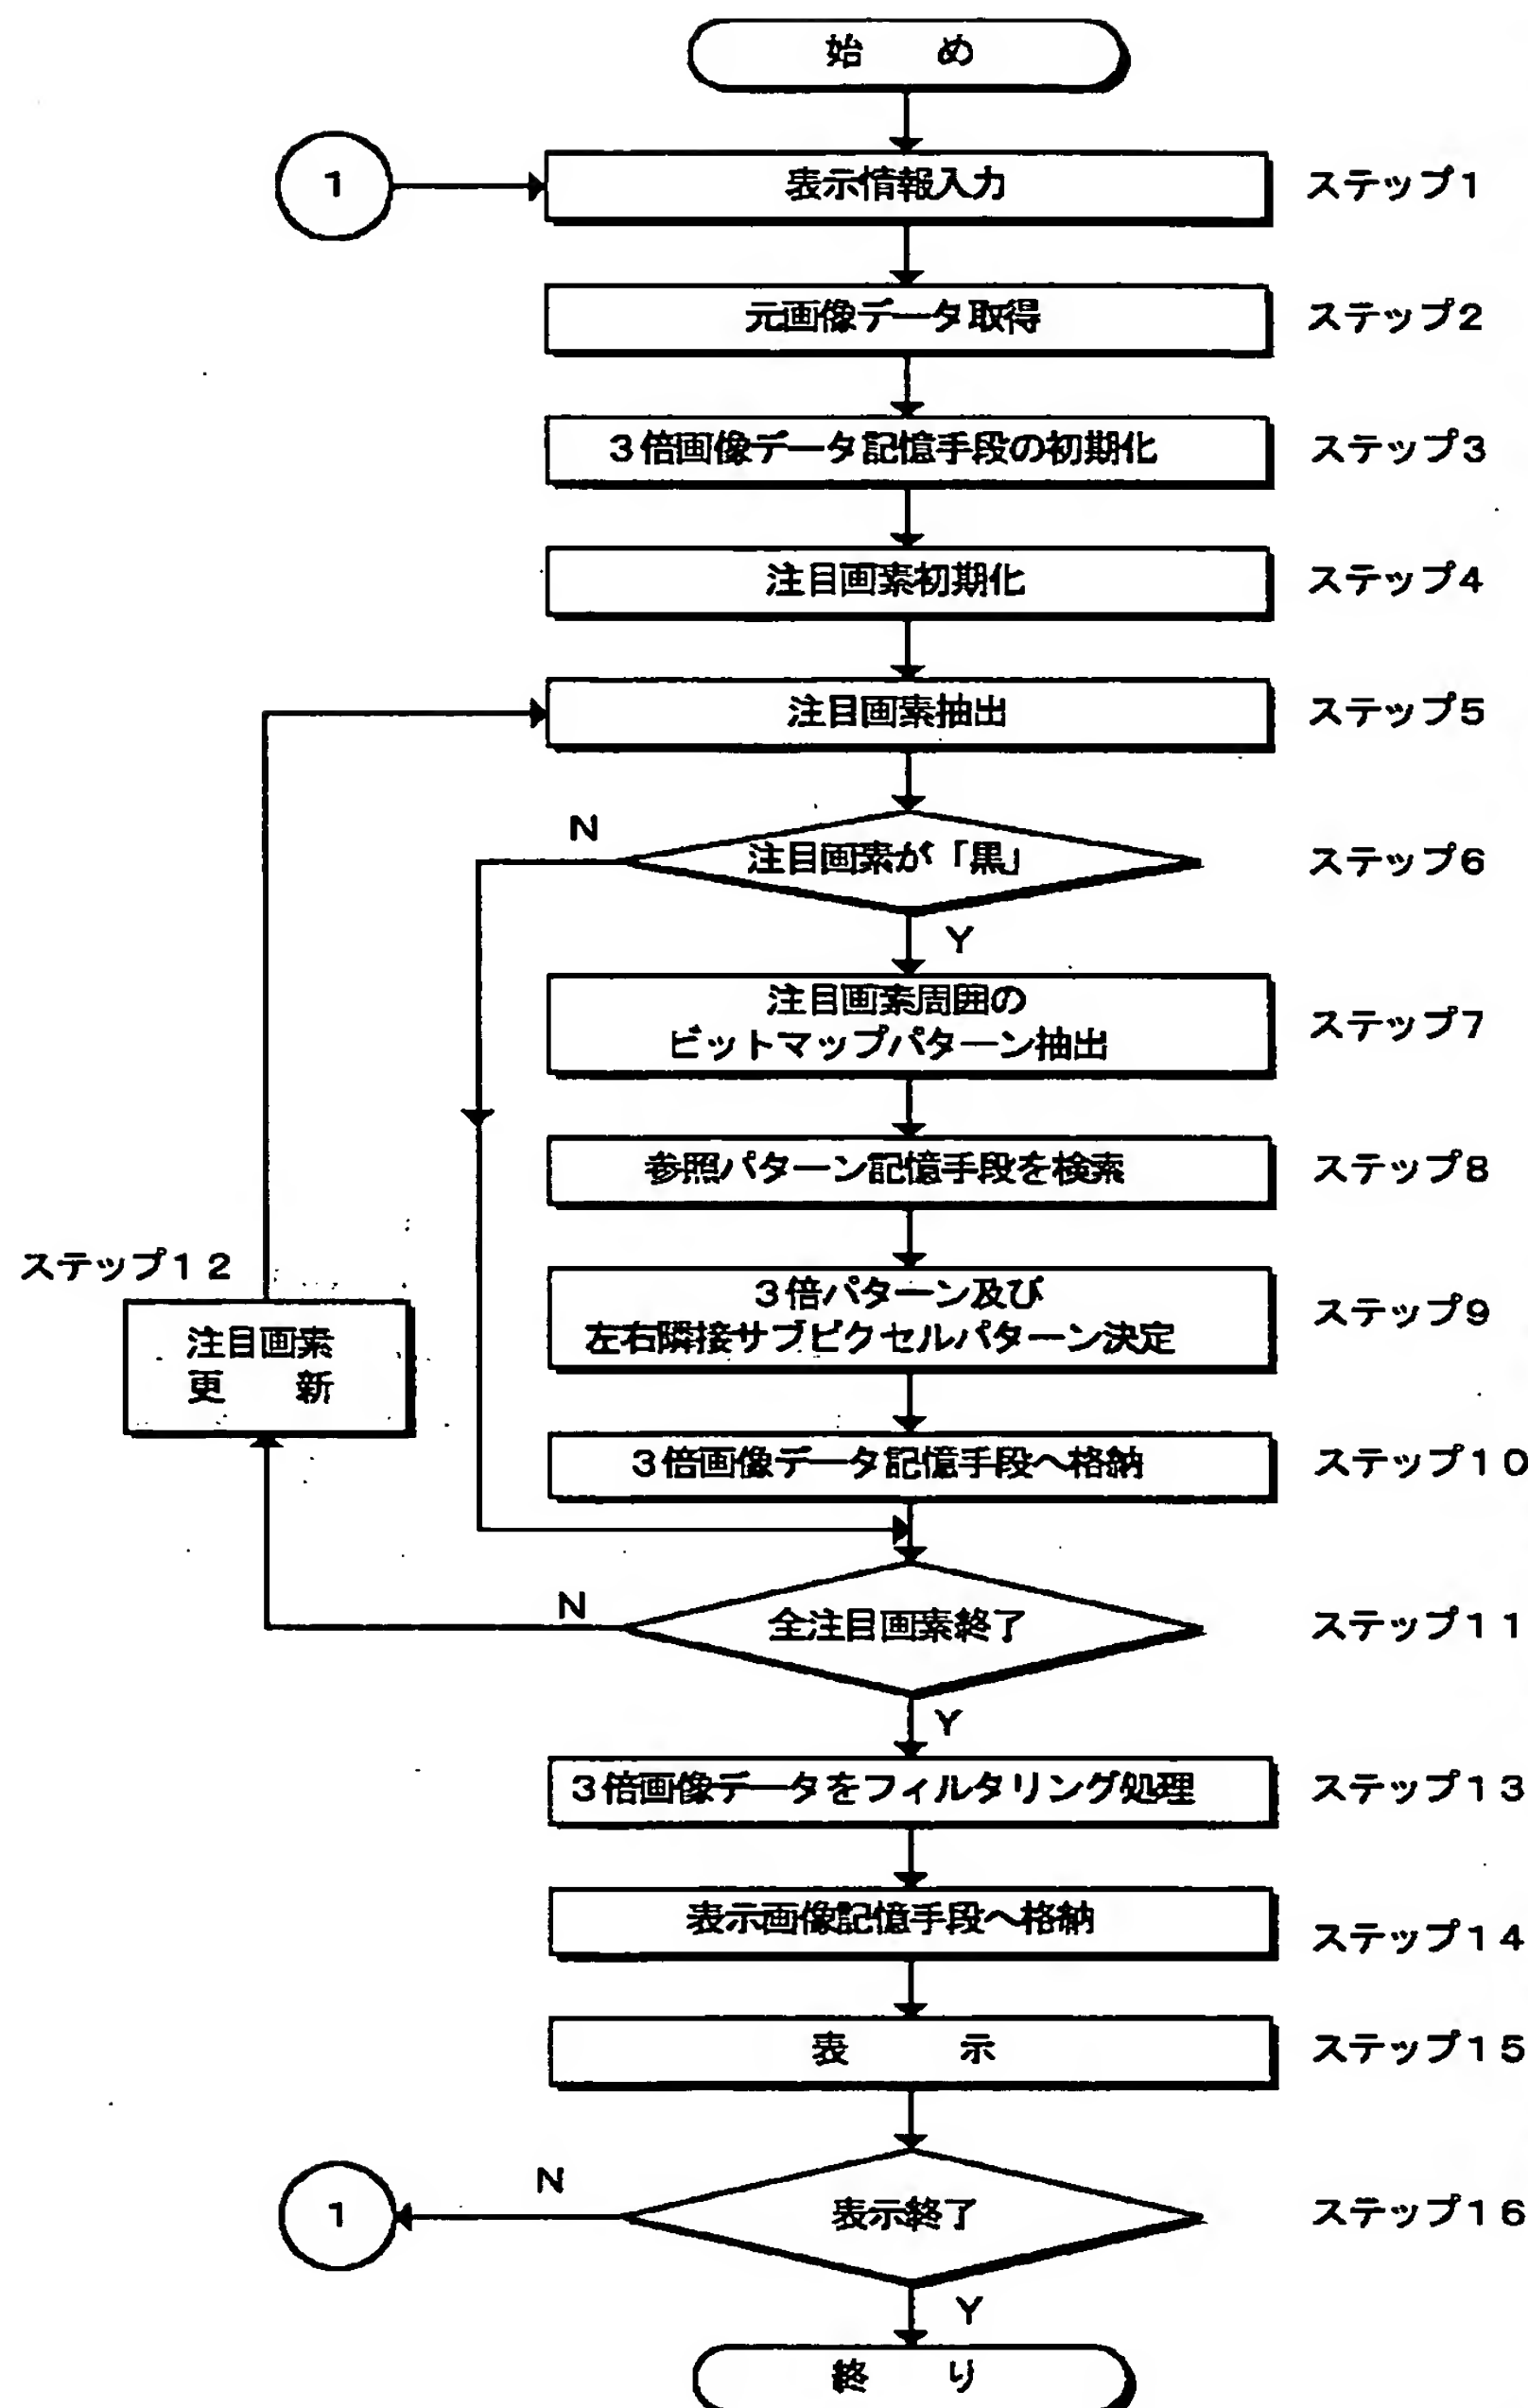 始　め
1
表示情報入力
ステップ1
元画像データ取得
ステップ2
3倍画像データ記憶手段の初期化
ステップ3
注目画素初期化
ステップ4
注目画素抽出
ステップ5
N
注目画素が「黒」
ステップ6
Y
注目画素周囲の
ビットマップパターン抽出
ステップ7
参照パターン記憶手段を検索
ステップ8
3倍パターン及び
左右隣接サブピクセルパターン決定
ステップ9
ステップ12
注目画素
更　新
3倍画像データ記憶手段へ格納
ステップ10
N
全注目画素終了
ステップ11
Y
3倍画像データをフィルタリング処理
ステップ13
表示画像記憶手段へ格納
ステップ14
表　示
ステップ15
1
N
表示終了
ステップ16
Y
終　り